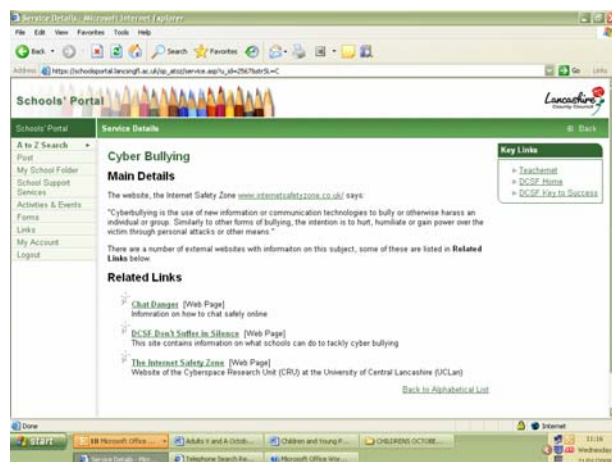 Service Details - Microsoft Internet Explorer
File Edit View Favorites Tools Help
Back Search Favorites
Address Go Links
Schools' Portal
Lancashire
County Council
Schools' Portal Service Details Back
A to Z Search
Post
My School Folder
School Support
Services
Activities & Events
Forms
Links
My Account
Logout
Cyber Bullying
Main Details
The website, the Internet Safety Zone www.internetsafetyzone.co.uk/ says:
"Cyberbullying is the use of new information or communication technologies to bully or otherwise harass an
individual or group. Similarly to other forms of bullying, the intention is to hurt, humiliate or gain power over the
victim through personal attacks or other means."
There are a number of external websites with informaiton on this subject, some of these are listed in Related
Links below.
Related Links
Chat Danger [Web Page]
Information on how to chat safely online
DCSF Don't Suffer in Silence [Web Page]
This site contains information on what schools can do to tackly cyber bullying
The Internet Safety Zone [Web Page]
Website of the Cyberspace Research Unit (CRU) at the University of Central Lancashire (UCLan)
Back to Alphabetical List
Key Links
Teachernet
DCSF Home
DCSF Key to Success
Done Internet
start Microsoft Office ... Adults V and A Octob... Children and Young P... CHILDRENS OCTOBE... 11:16
Wednesday
Service Details - Micr... Telephone Search Re... Microsoft Office Wor...